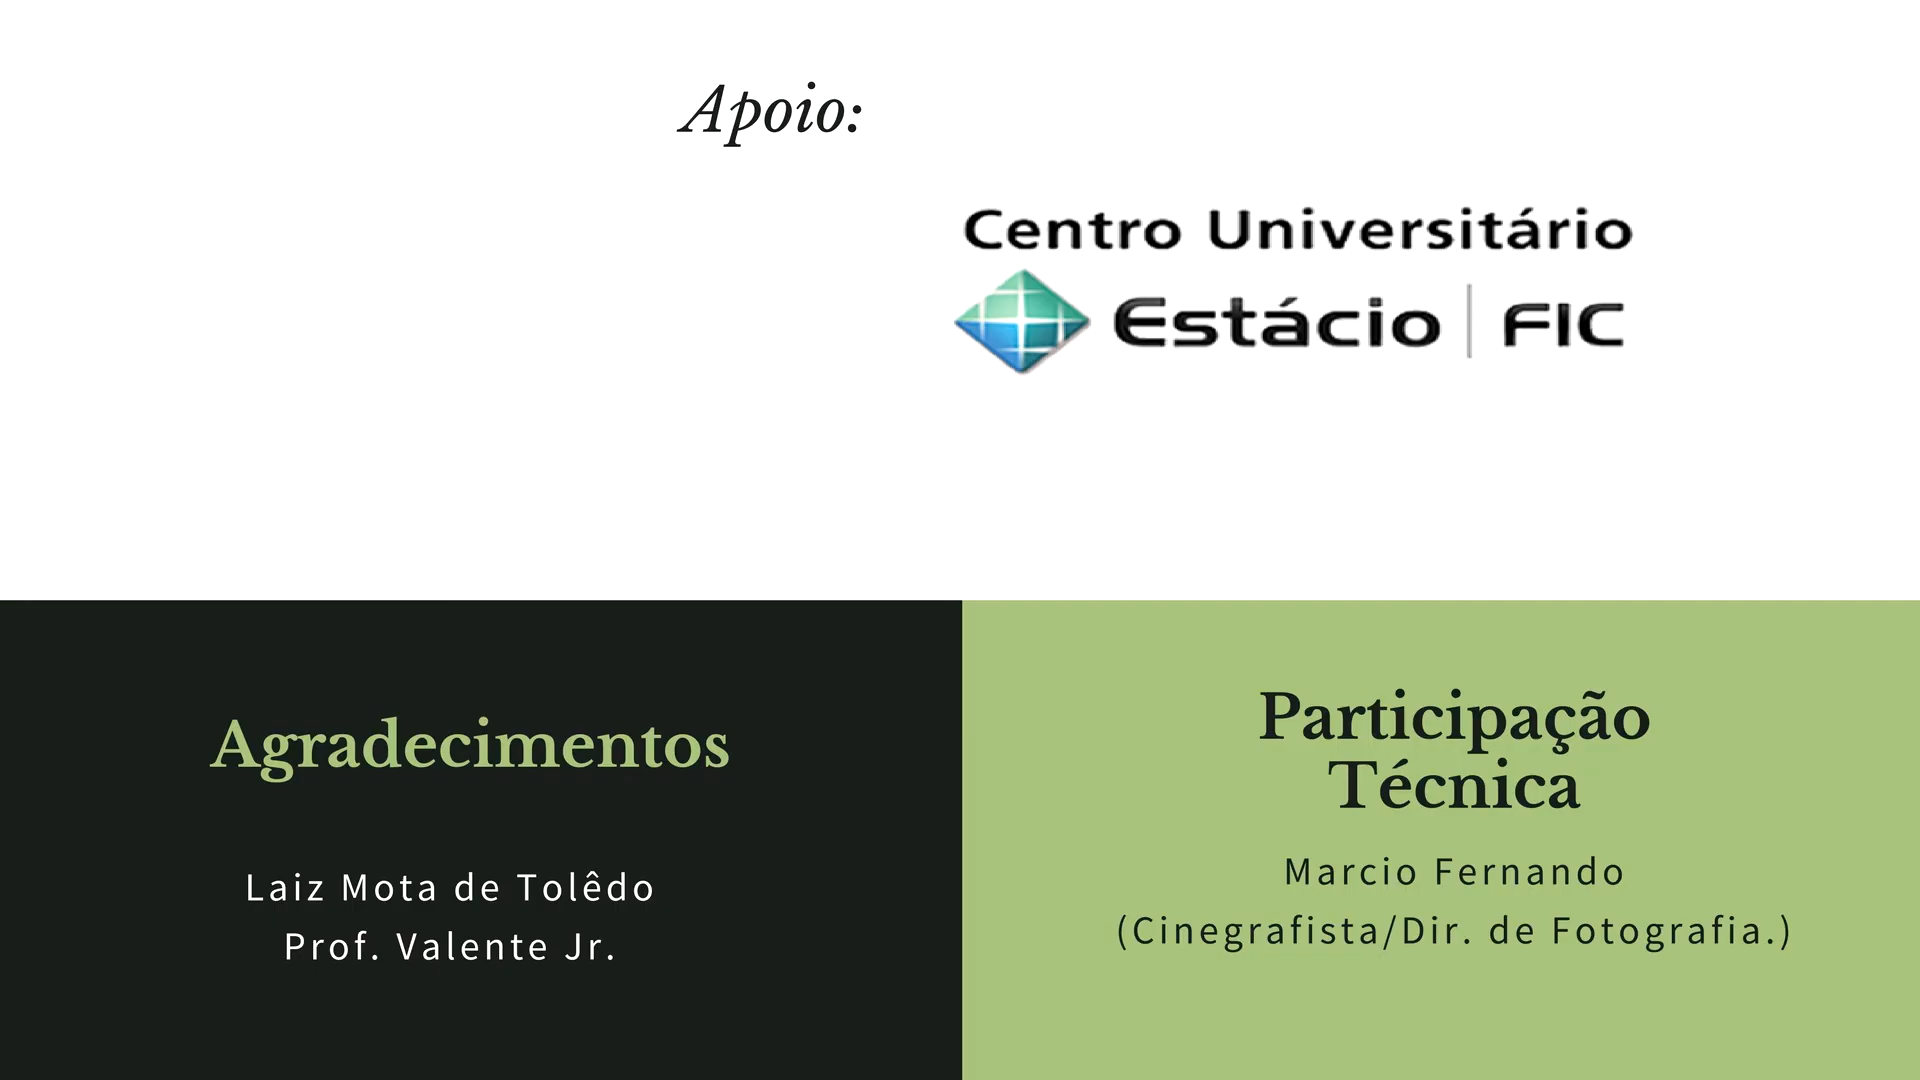 Apoio:
Centro Universitário
Estácio | FIC
Agradecimentos
Laiz Mota de Tolêdo
Prof. Valente Jr.
Participação
Técnica
Marcio Fernando
(Cinegrafista/Dir. de Fotografia.)